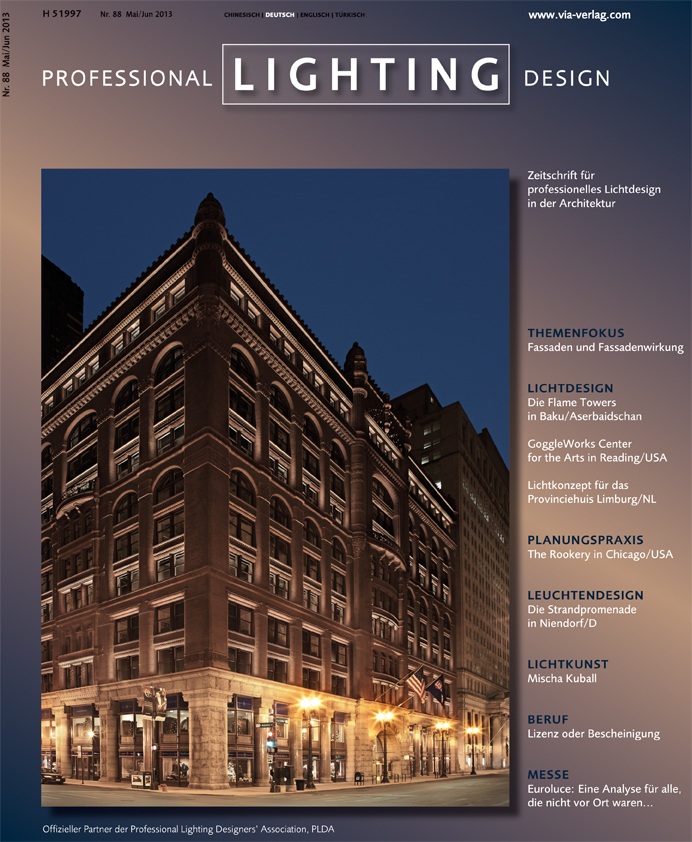 H 51997 Nr. 88 Mai/Jun 2013 CHINESISCH | DEUTSCH | ENGLISCH | TÜRKISCH www.via-verlag.com
Nr. 88 Mai/Jun 2013
PROFESSIONAL LIGHTING DESIGN
Zeitschrift für
professionelles Lichtdesign
in der Architektur
THEMENFOKUS
Fassaden und Fassadenwirkung
LICHTDESIGN
Die Flame Towers
in Baku/Aserbaidschan
GoggleWorks Center
for the Arts in Reading/USA
Lichtkonzept für das
Provinciehuis Limburg/NL
PLANUNGSPRAXIS
The Rookery in Chicago/USA
LEUCHTENDESIGN
Die Strandpromenade
in Niendorf/D
LICHTKUNST
Mischa Kuball
BERUF
Lizenz oder Bescheinigung
MESSE
Euroluce: Eine Analyse für alle,
die nicht vor Ort waren...
Offizieller Partner der Professional Lighting Designers' Association, PLDA